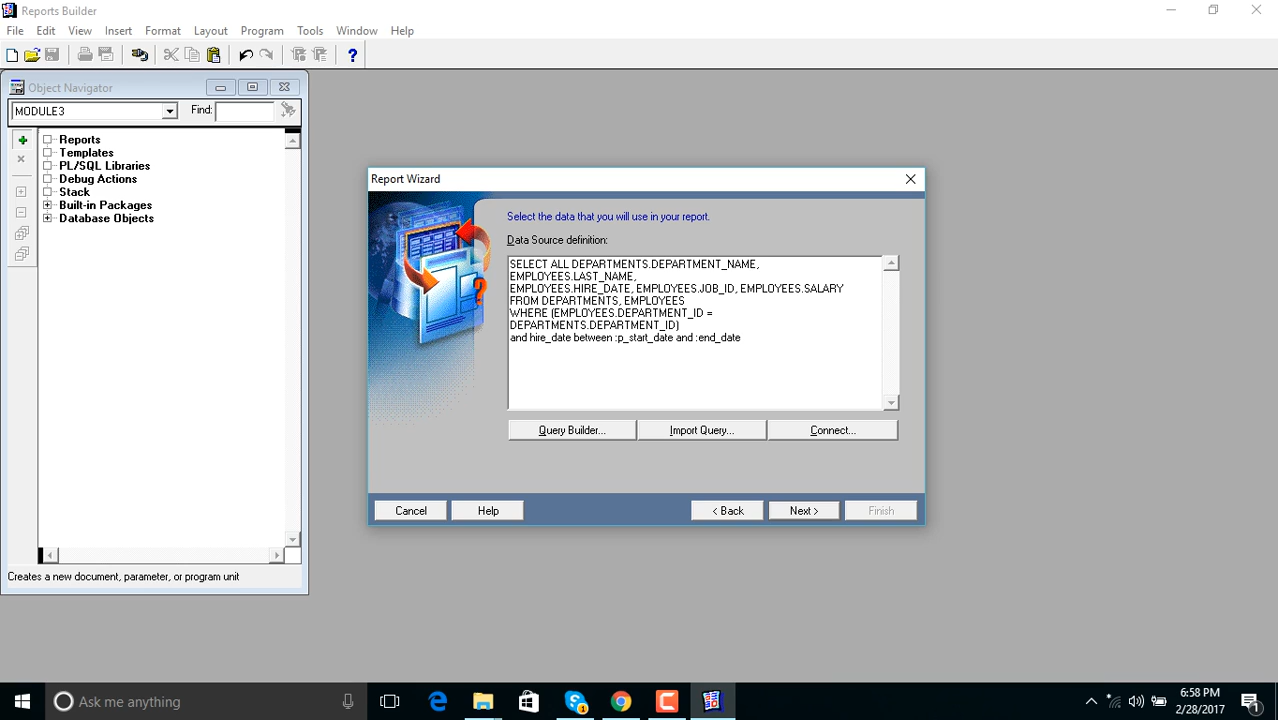 Reports Builder
File Edit View Insert Format Layout Program Tools Window Help
Object Navigator
MODULE3
Find:
Reports
Templates
PL/SQL Libraries
Debug Actions
Stack
Built-in Packages
Database Objects
Creates a new document, parameter, or program unit
Report Wizard
Select the data that you will use in your report.
Data Source definition:
SELECT ALL DEPARTMENTS.DEPARTMENT_NAME,
EMPLOYEES.LAST_NAME,
EMPLOYEES.HIRE_DATE, EMPLOYEES.JOB_ID, EMPLOYEES.SALARY
FROM DEPARTMENTS, EMPLOYEES
WHERE (EMPLOYEES.DEPARTMENT_ID =
DEPARTMENTS.DEPARTMENT_ID)
and hire_date between :p_start_date and :end_date
Query Builder... Import Query... Connect...
Cancel Help < Back Next > Finish
Ask me anything
6:58 PM
2/28/2017